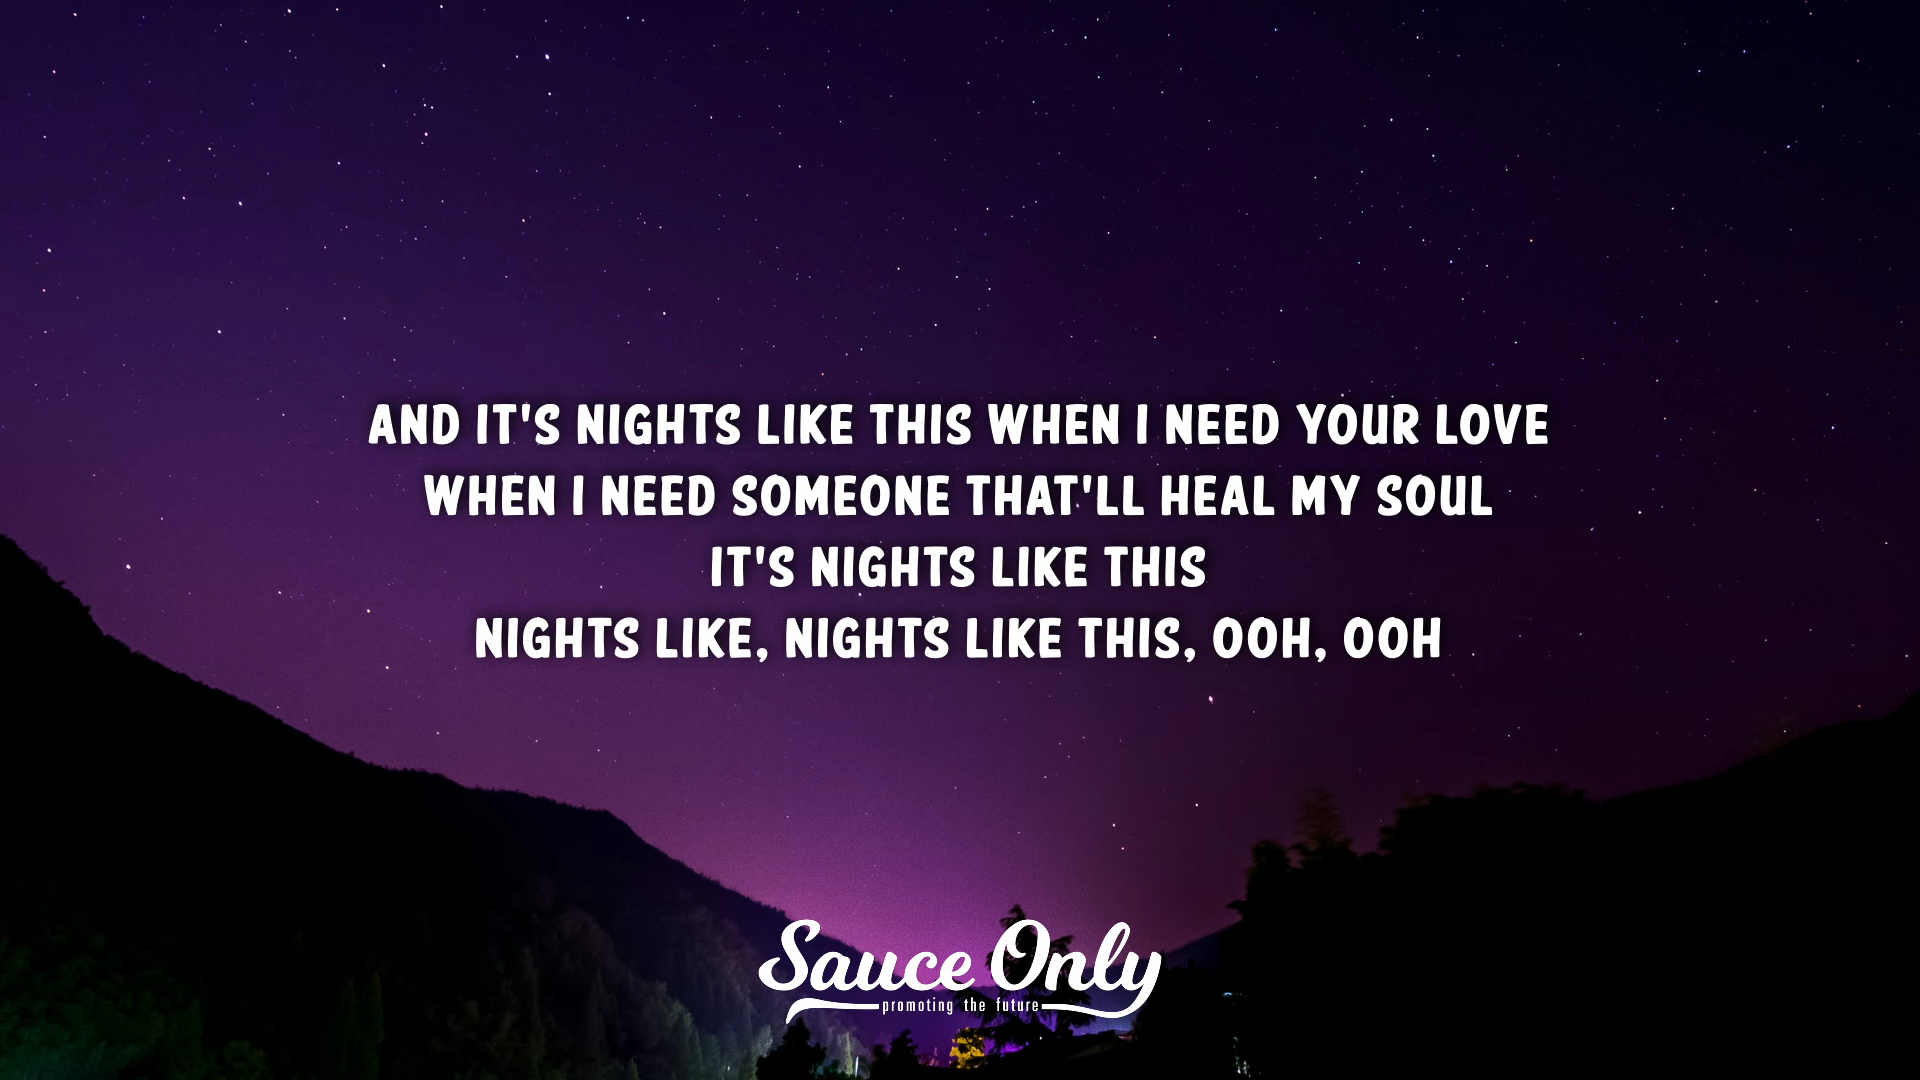 AND IT'S NIGHTS LIKE THIS WHEN I NEED YOUR LOVE
WHEN I NEED SOMEONE THAT'LL HEAL MY SOUL
IT'S NIGHTS LIKE THIS
NIGHTS LIKE, NIGHTS LIKE THIS, OOH, OOH
Sauce Only
promoting the future